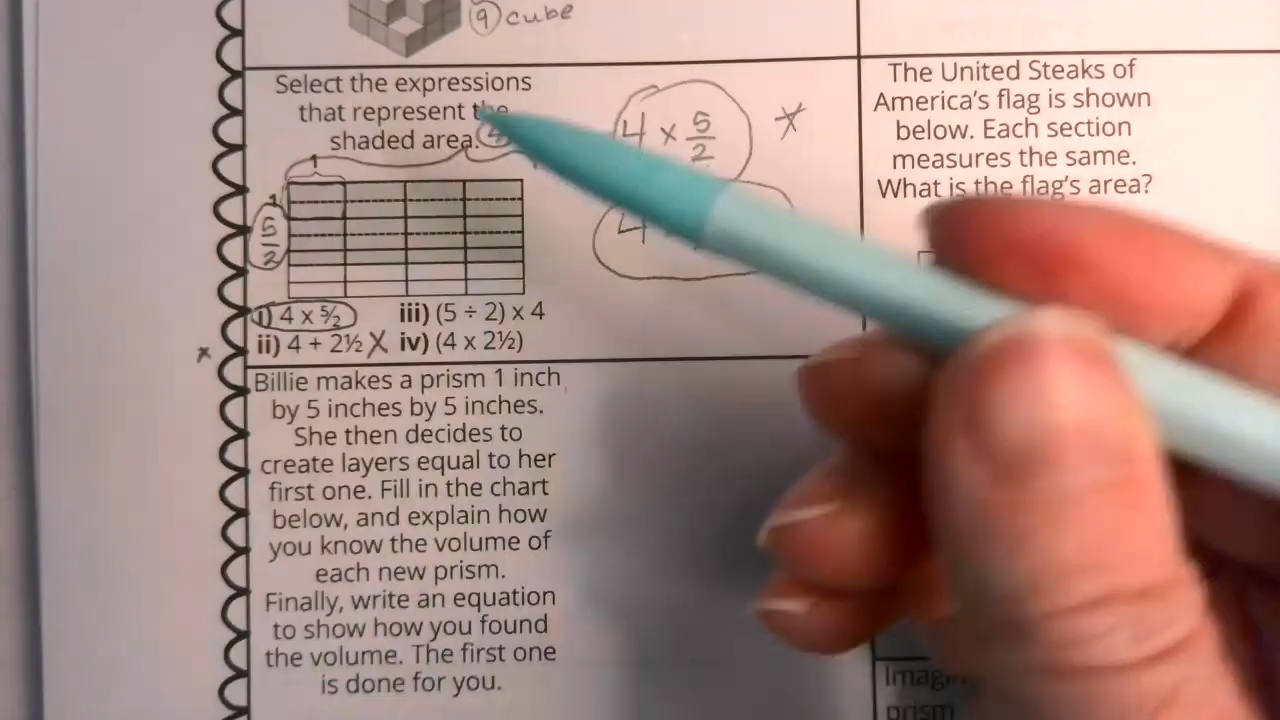 9 cube
Select the expressions
that represent the
shaded area.
4 × 5/2
1
1
5/2
4
i) 4 x 5/2 iii) (5 ÷ 2) x 4
ii) 4 + 2½ X iv) (4 x 2½)
The United Steaks of
America's flag is shown
below. Each section
measures the same.
What is the flag's area?
Billie makes a prism 1 inch
by 5 inches by 5 inches.
She then decides to
create layers equal to her
first one. Fill in the chart
below, and explain how
you know the volume of
each new prism.
Finally, write an equation
to show how you found
the volume. The first one
is done for you.
prism